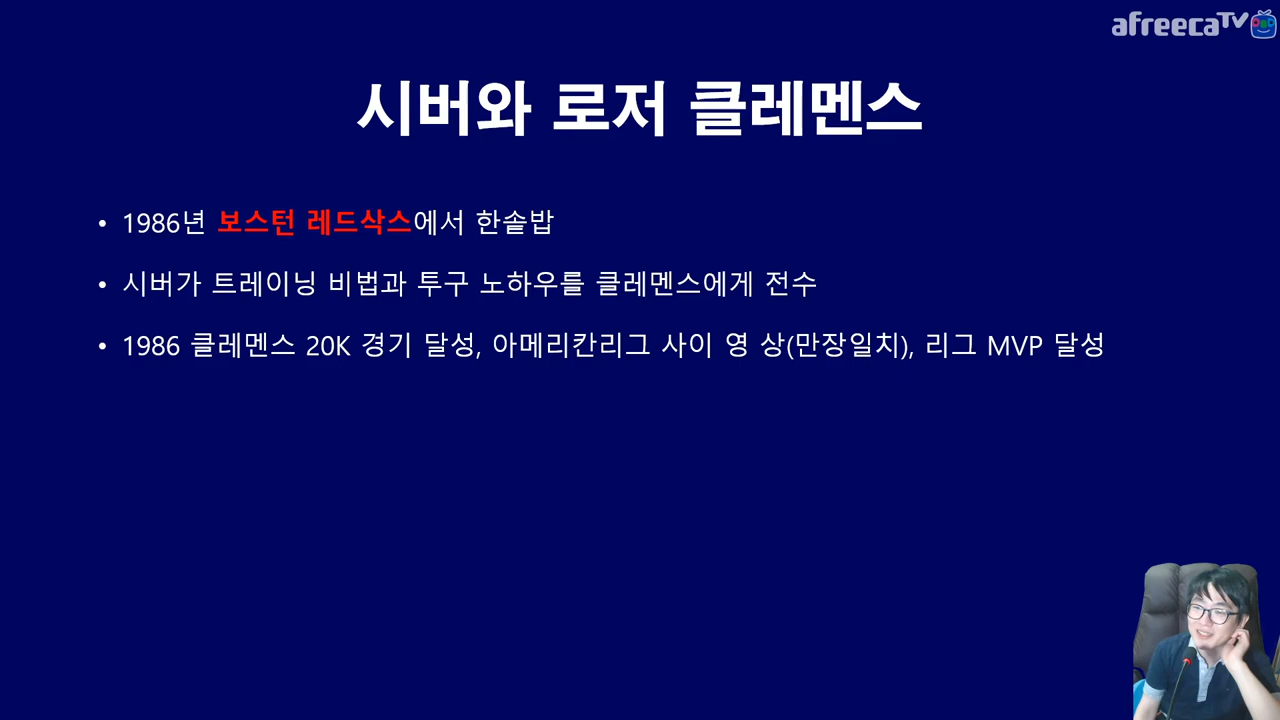 afreecaTV
시버와 로저 클레멘스
• 1986년 보스턴 레드삭스에서 한솥밥
• 시버가 트레이닝 비법과 투구 노하우를 클레멘스에게 전수
• 1986 클레멘스 20K 경기 달성, 아메리칸리그 사이 영 상(만장일치), 리그 MVP 달성